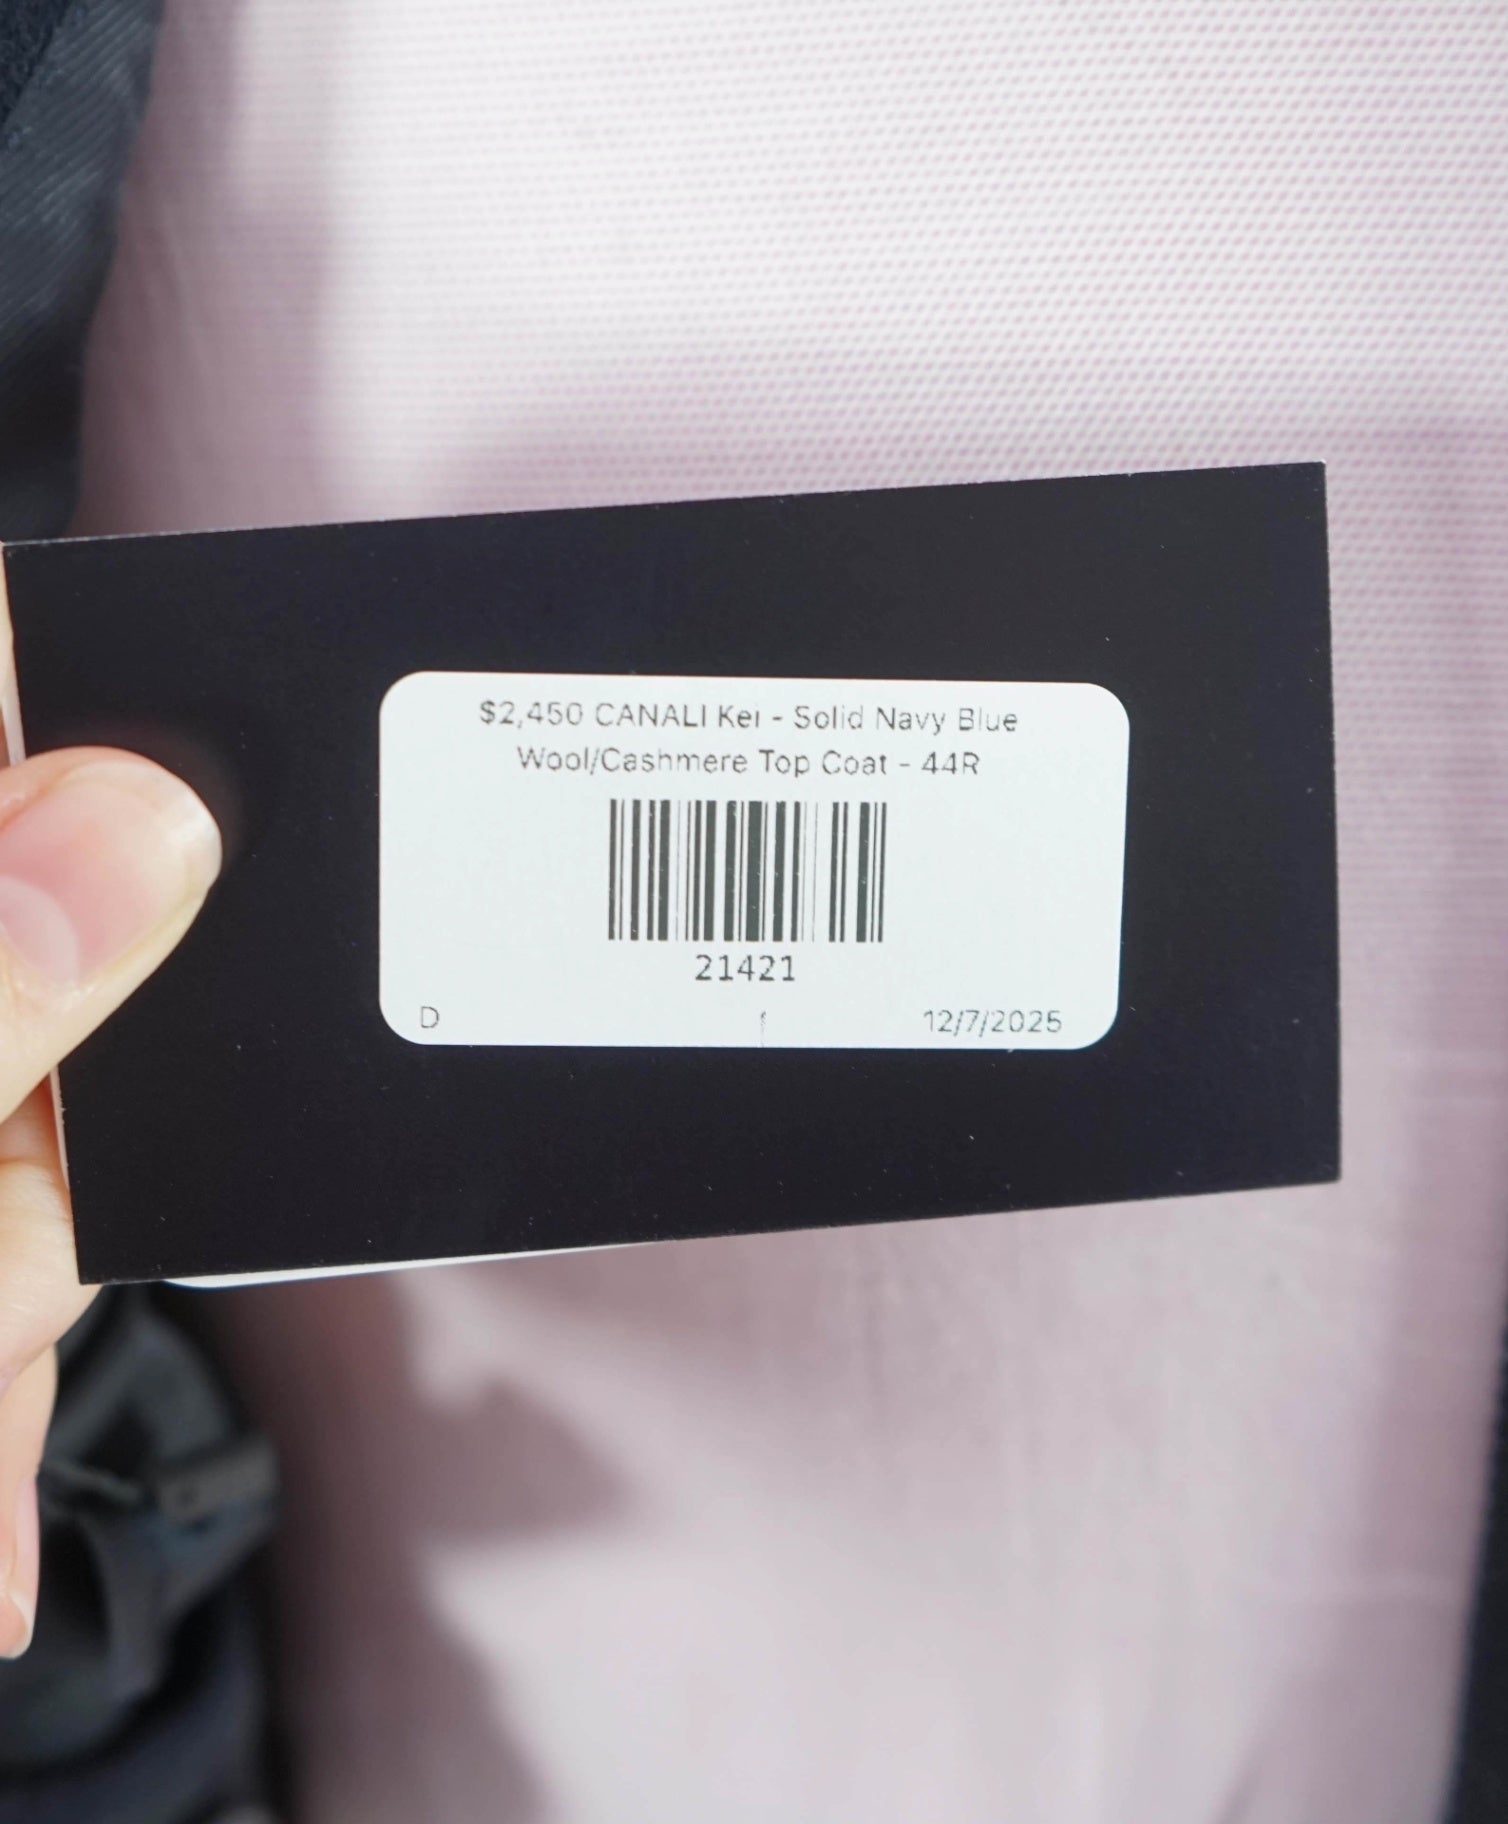 $2,450 CANALI Kei - Solid Navy Blue
Wool/Cashmere Top Coat - 44R
21421
D
12/7/2025